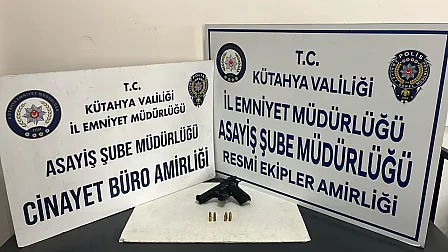 T.C.
KÜTAHYA VALİLİĞİ
İL EMNİYET MÜDÜRLÜĞÜ
ASAYİŞ ŞUBE MÜDÜRLÜĞÜ
CİNAYET BÜRO AMİRLİĞİ
POLİS
T.C.
KÜTAHYA VALİLİĞİ
İL EMNİYET MÜDÜRLÜĞÜ
ASAYİŞ ŞUBE MÜDÜRLÜĞÜ
RESMİ EKİPLER AMİRLİĞİ